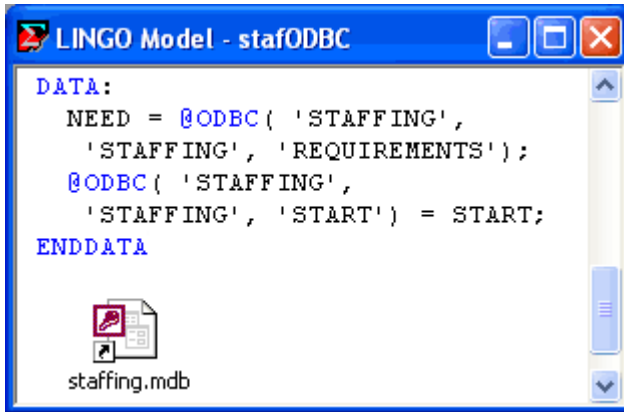 LINGO Model - stafODBC
DATA:
NEED = @ODBC( 'STAFFING',
'STAFFING', 'REQUIREMENTS');
@ODBC( 'STAFFING',
'STAFFING', 'START') = START;
ENDDATA
staffing.mdb